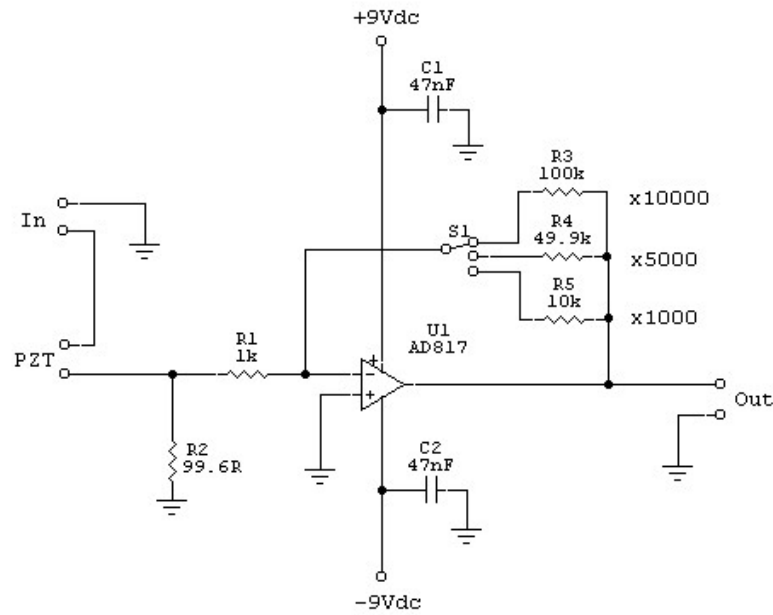 +9Vdc
C1
47nF
R3
100k
x10000
In
S1
R4
49.9k
x5000
R5
10k
x1000
R1
1k
U1
AD817
PZT
+
-
+
Out
R2
99.6R
C2
47nF
-9Vdc